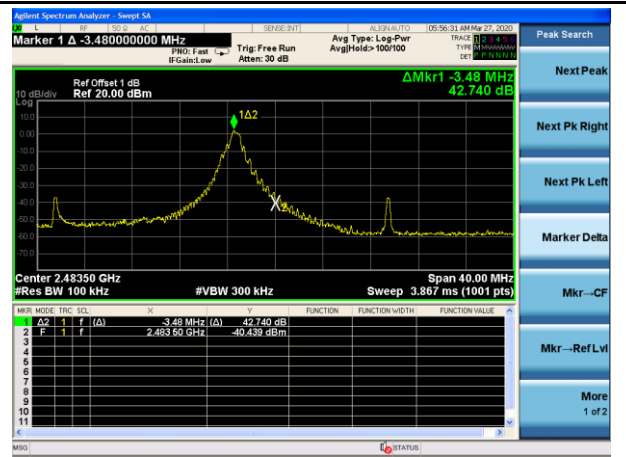 Agilent Spectrum Analyzer - Swept SA
L RF 50 Ω AC SENSE:INT ALIGN AUTO 05:56:31 AM Mar 27, 2020
Marker 1 Δ -3.480000000 MHz
PNO: Fast
IFGain:Low
Trig: Free Run
Atten: 30 dB
Avg Type: Log-Pwr
Avg|Hold:>100/100
TRACE 1 2 3 4 5 6
TYPE M
DET P P N N N N
Peak Search
Next Peak
Next Pk Right
Next Pk Left
Marker Delta
Mkr→CF
Mkr→Ref Lvl
More
1 of 2
ΔMkr1 -3.48 MHz
42.740 dB
Ref Offset 1 dB
10 dB/div Ref 20.00 dBm
Log
10.0
0.00
-10.0
-20.0
-30.0
-40.0
-50.0
-60.0
-70.0
1Δ2
2
Center 2.48350 GHz Span 40.00 MHz
#Res BW 100 kHz #VBW 300 kHz Sweep 3.867 ms (1001 pts)
MKR MODE TRC SCL X Y FUNCTION FUNCTION WIDTH FUNCTION VALUE
1 Δ2 1 f (Δ) -3.48 MHz (Δ) 42.740 dB
2 F 1 f 2.483 50 GHz -40.439 dBm
3
4
5
6
7
8
9
10
11
MSG STATUS